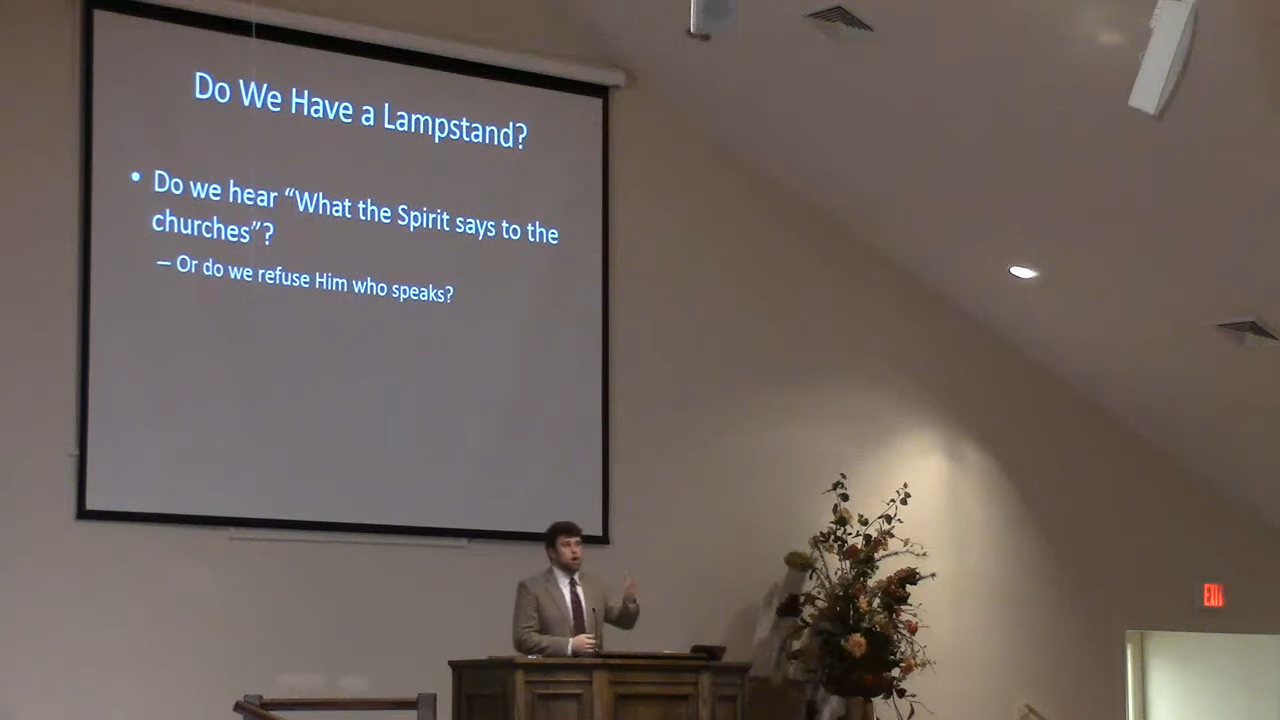 Do We Have a Lampstand?
• Do we hear “What the Spirit says to the
churches”?
– Or do we refuse Him who speaks?
EXIT